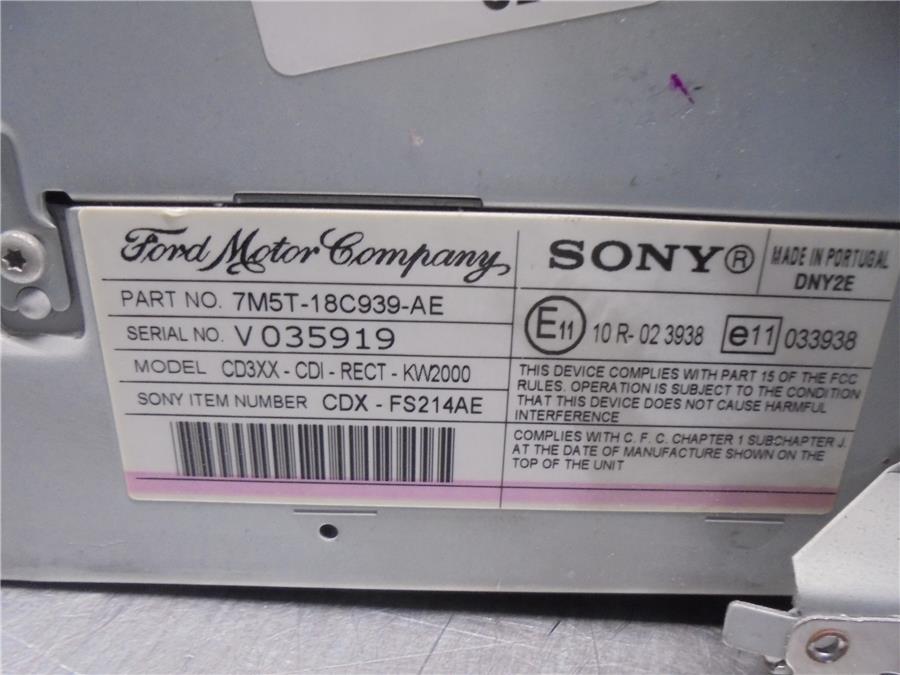 Ford Motor Company
PART NO. 7M5T-18C939-AE
SERIAL NO. V 035919
MODEL CD3XX - CDI - RECT - KW2000
SONY ITEM NUMBER CDX - FS214AE
SONY®
MADE IN PORTUGAL
DNY2E
E11 10 R- 02 3938 e11 033938
THIS DEVICE COMPLIES WITH PART 15 OF THE FCC
RULES. OPERATION IS SUBJECT TO THE CONDITION
THAT THIS DEVICE DOES NOT CAUSE HARMFUL
INTERFERENCE
COMPLIES WITH C. F. C. CHAPTER 1 SUBCHAPTER J.
AT THE DATE OF MANUFACTURE SHOWN ON THE
TOP OF THE UNIT